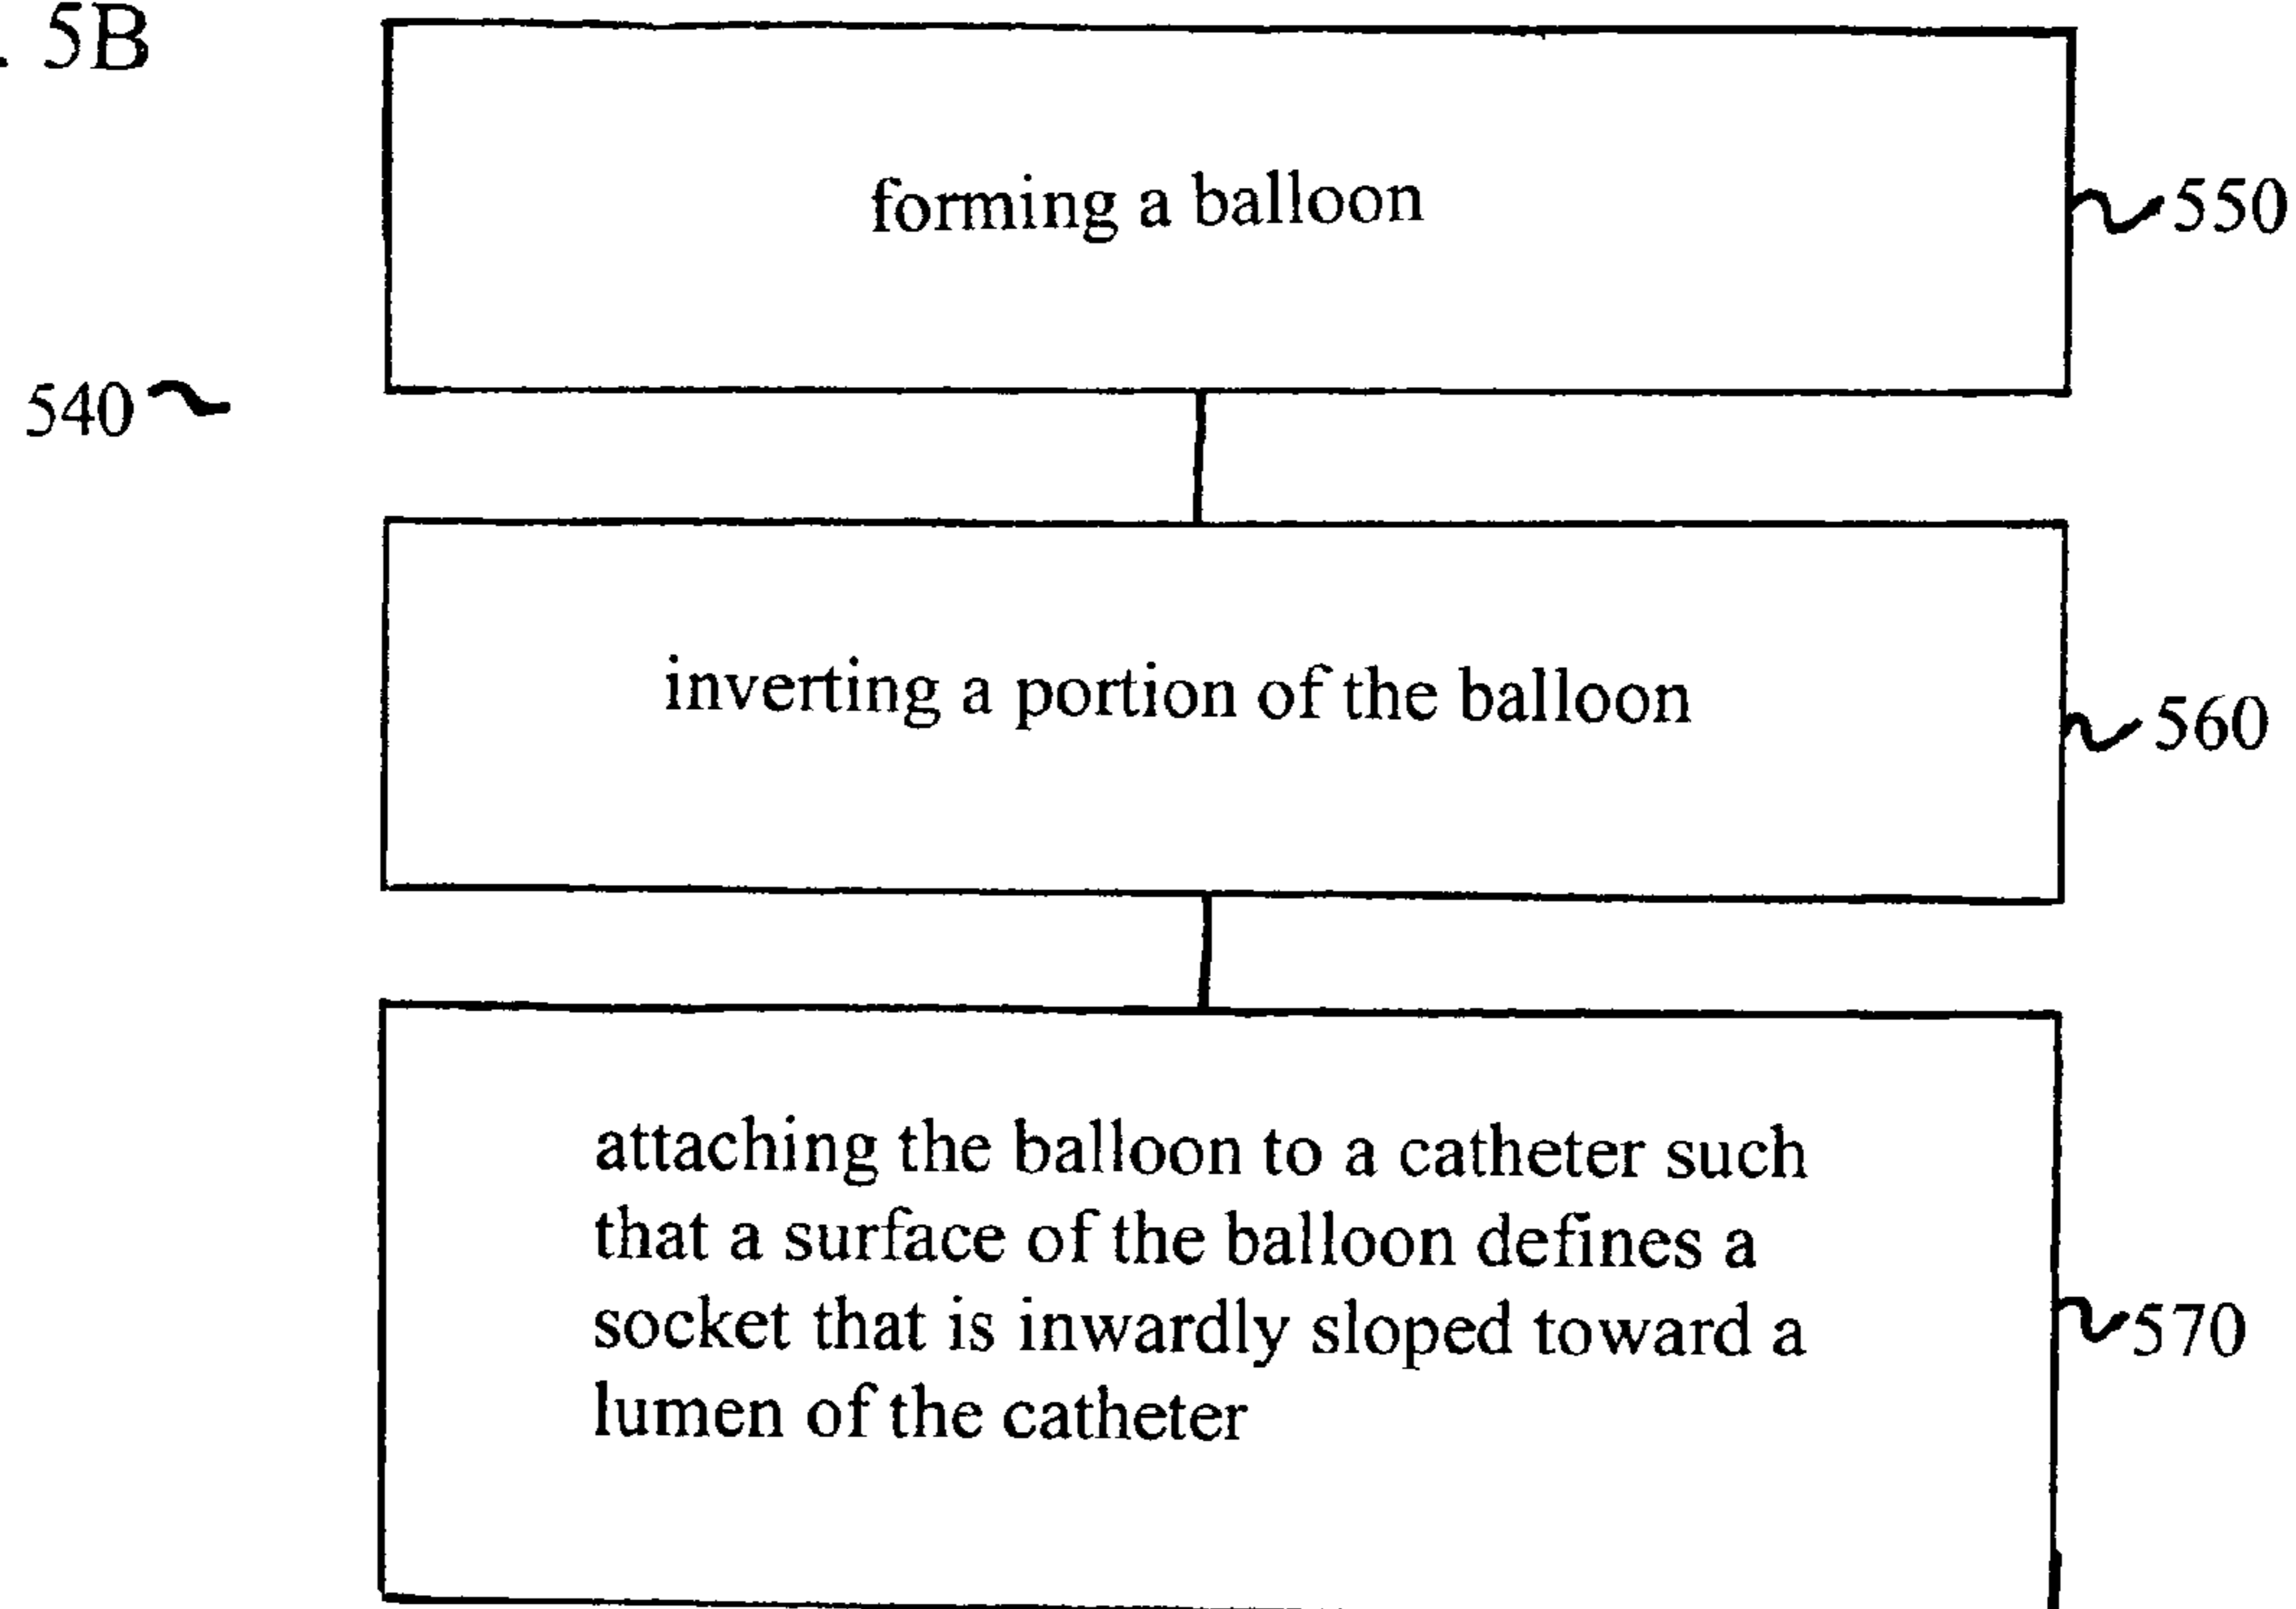 . 5B
forming a balloon
550
540
inverting a portion of the balloon
560
attaching the balloon to a catheter such
that a surface of the balloon defines a
socket that is inwardly sloped toward a
lumen of the catheter
570